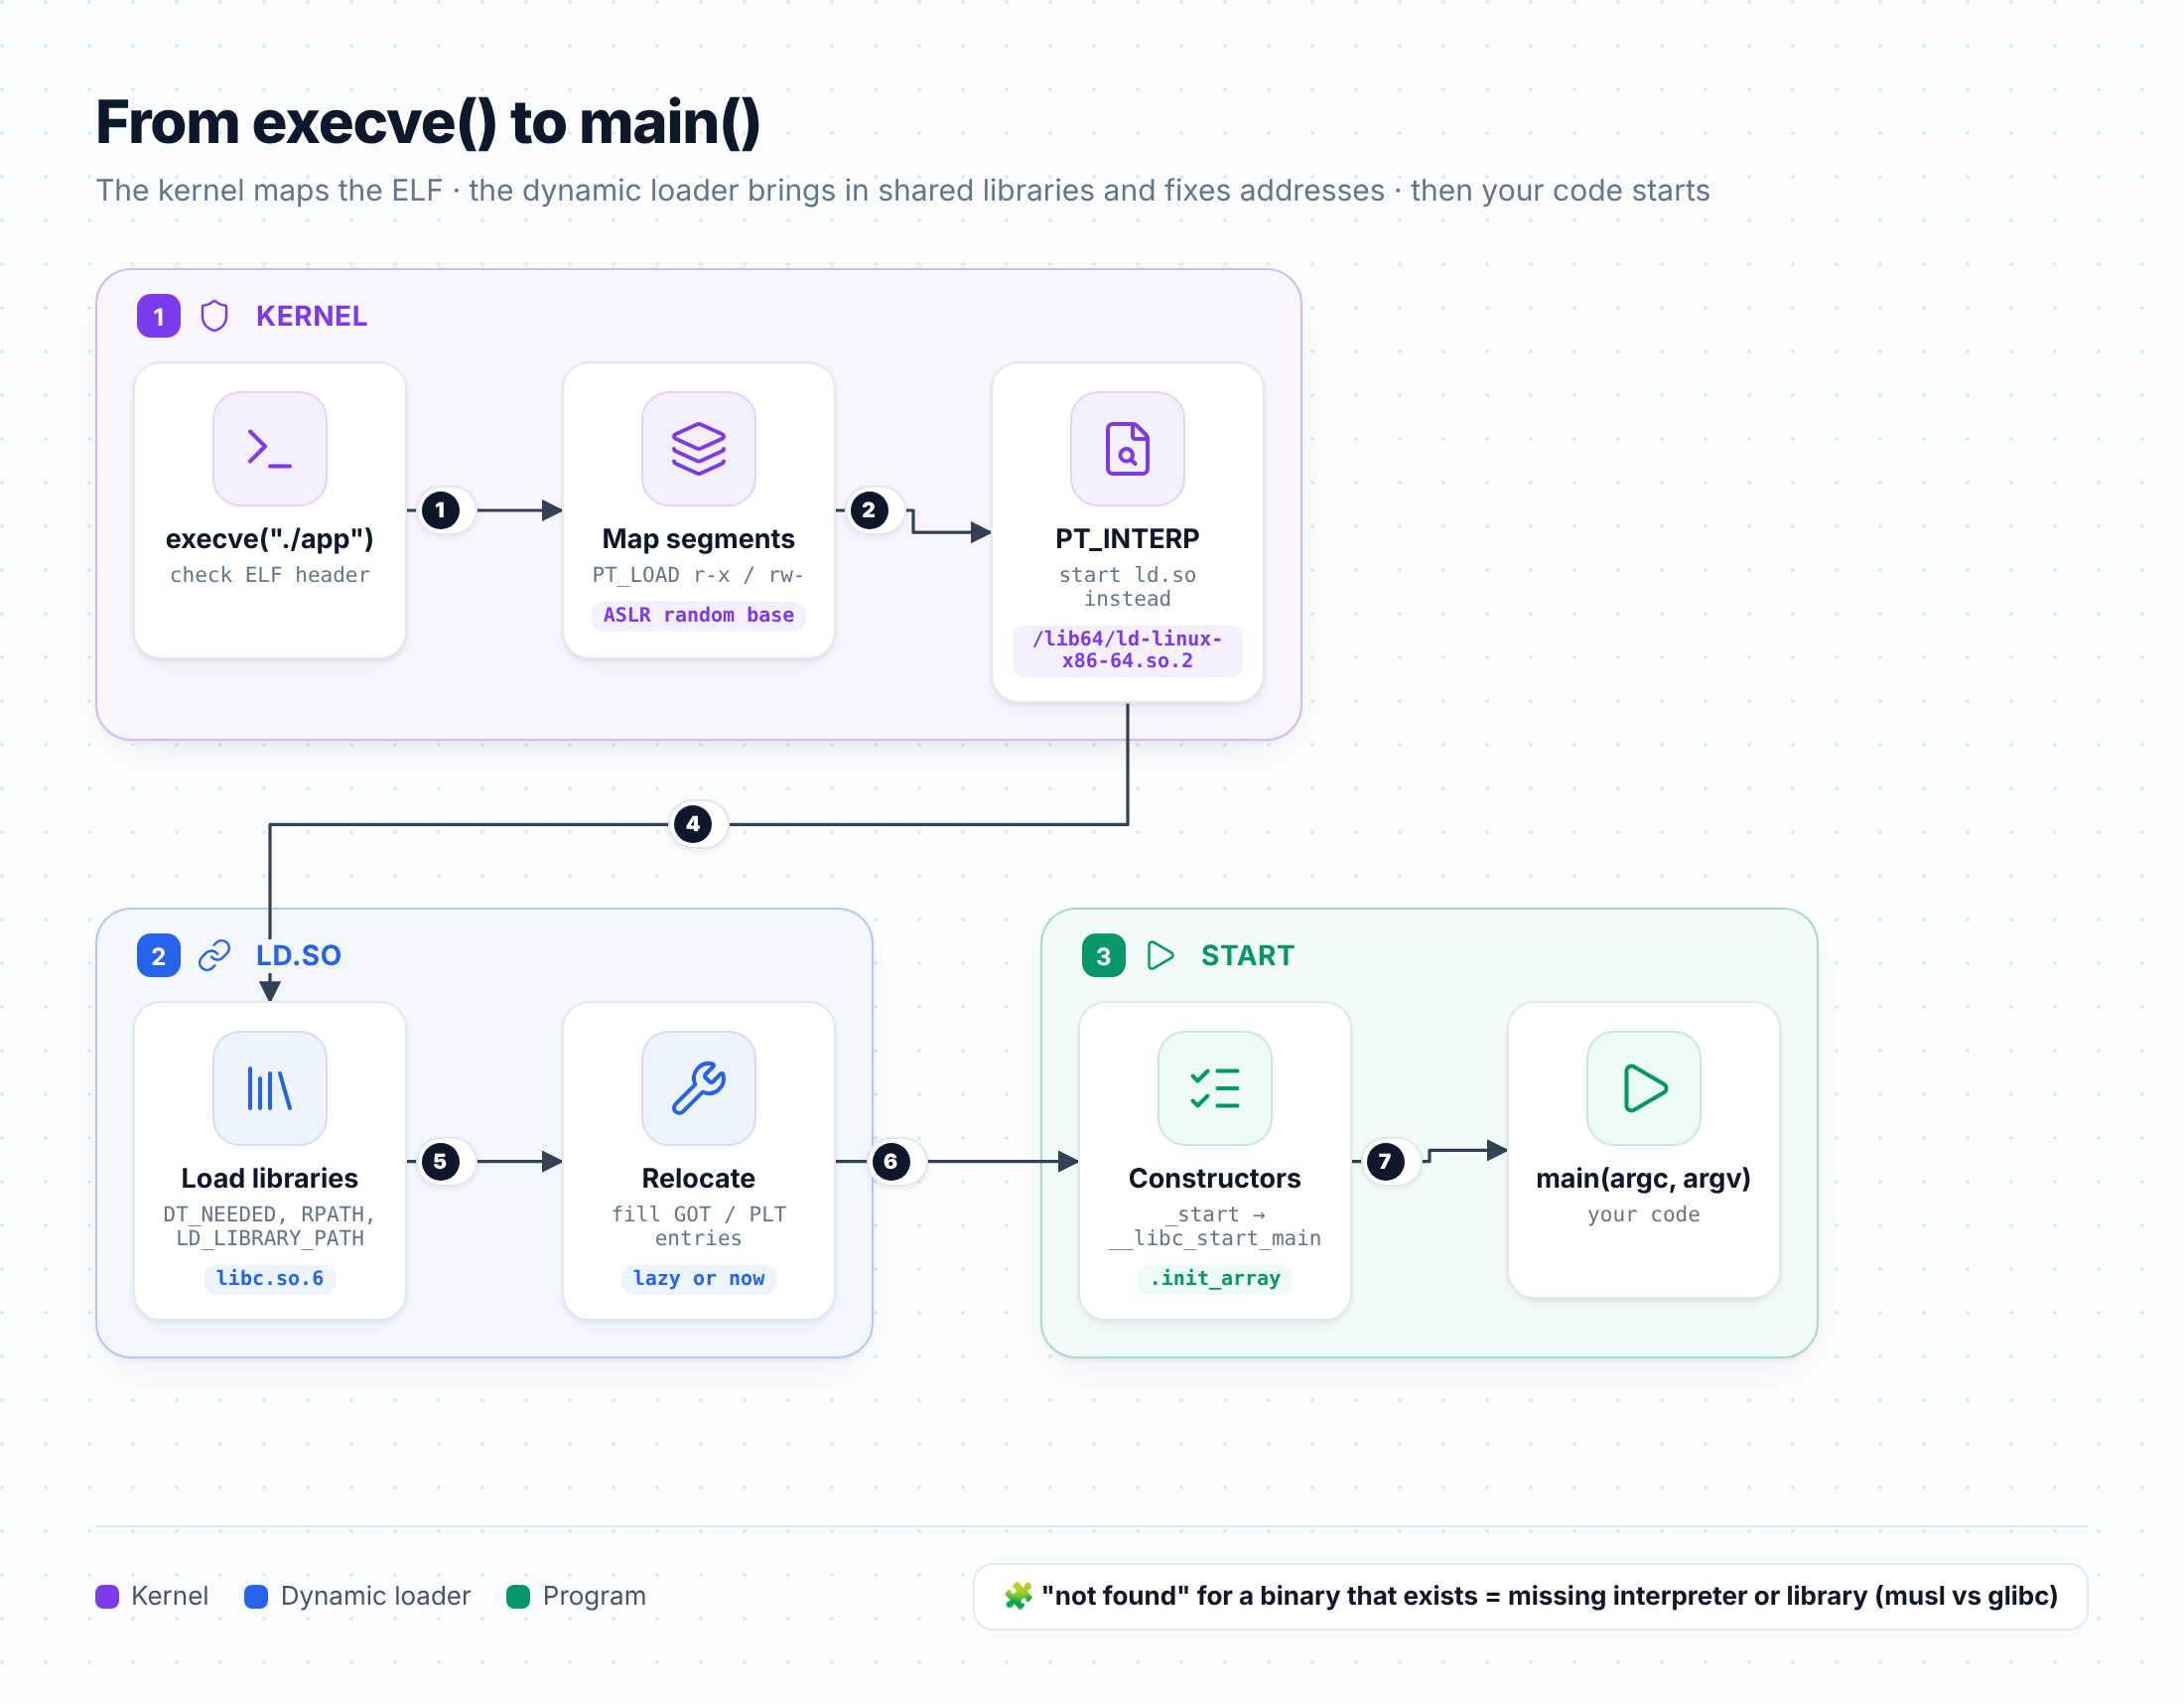 From execve() to main()
The kernel maps the ELF · the dynamic loader brings in shared libraries and fixes addresses · then your code starts
1 KERNEL
execve("./app")
check ELF header
1
Map segments
PT_LOAD r-x / rw-
ASLR random base
2
PT_INTERP
start ld.so
instead
/lib64/ld-linux-
x86-64.so.2
4
2 LD.SO
Load libraries
DT_NEEDED, RPATH,
LD_LIBRARY_PATH
libc.so.6
5
Relocate
fill GOT / PLT
entries
lazy or now
6
3 START
Constructors
_start →
__libc_start_main
.init_array
7
main(argc, argv)
your code
Kernel
Dynamic loader
Program
🧩 "not found" for a binary that exists = missing interpreter or library (musl vs glibc)